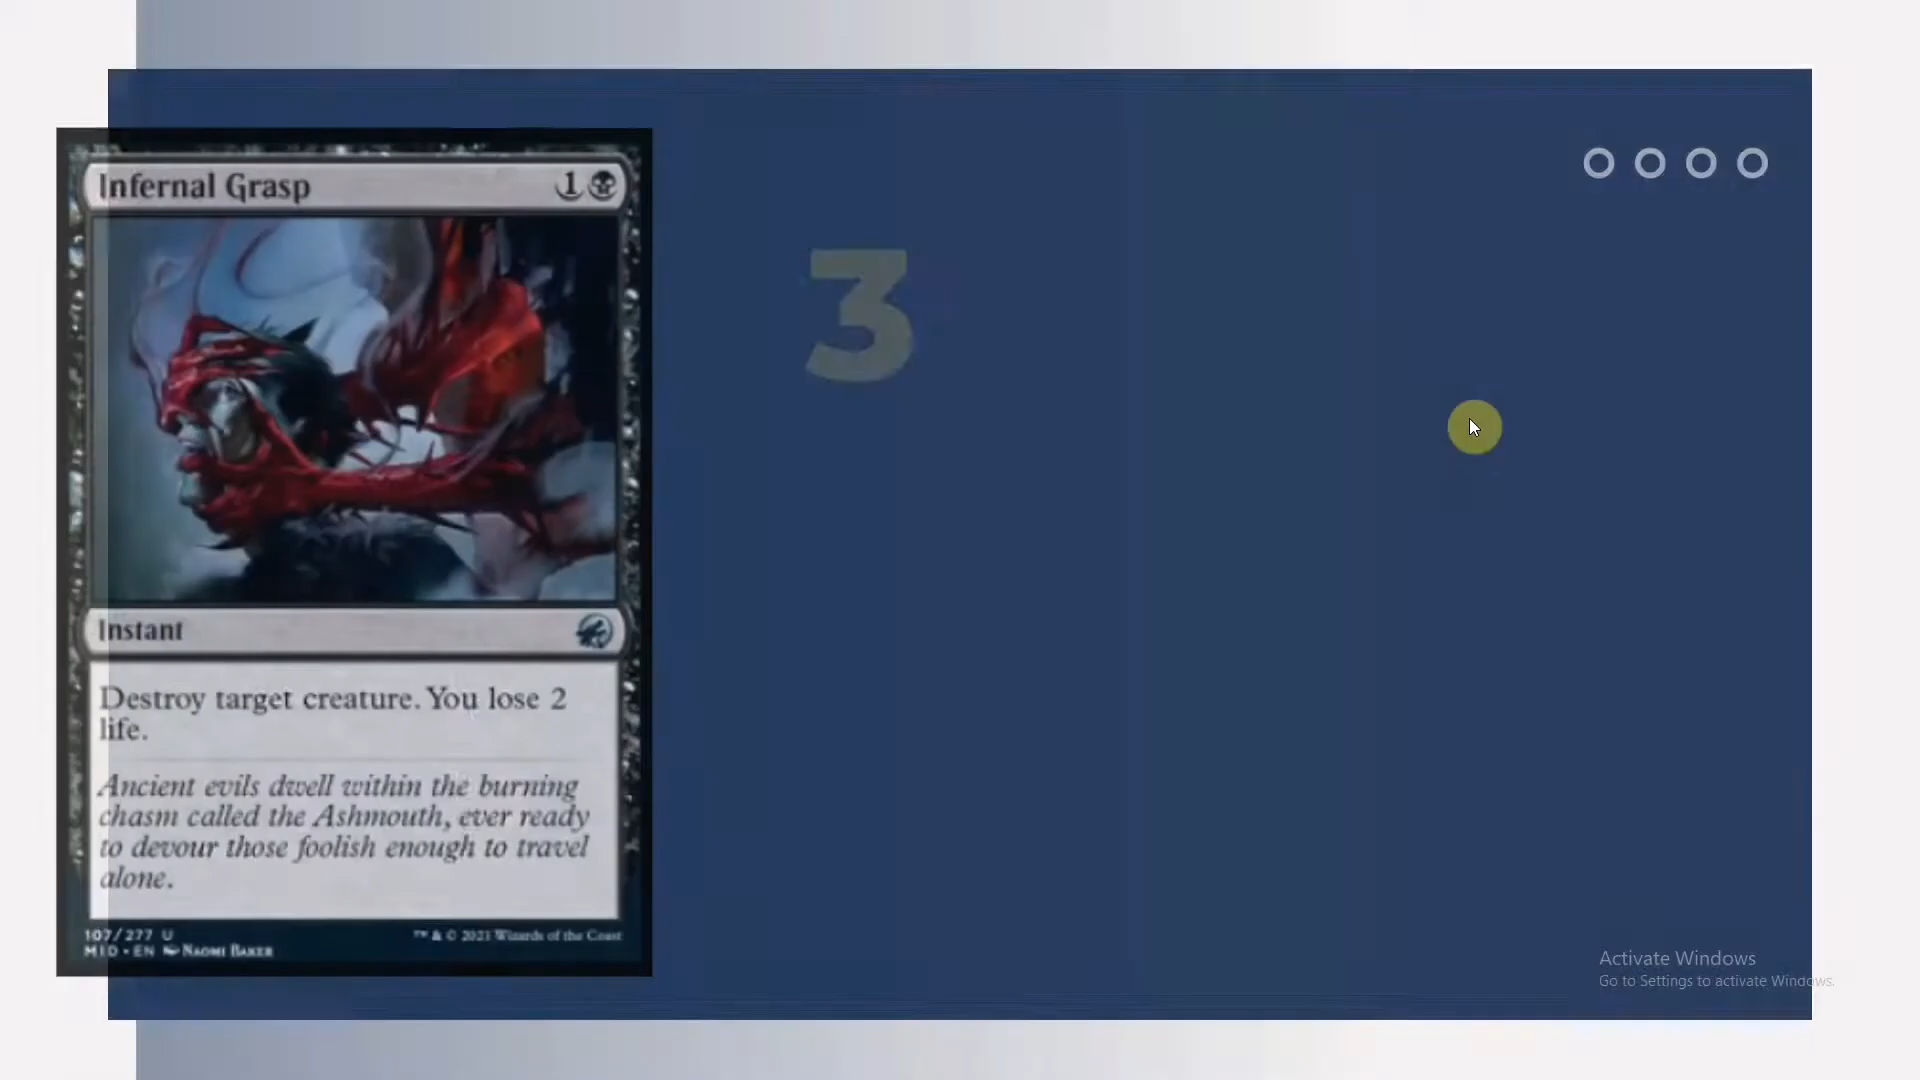 Infernal Grasp 1
3
Instant
Destroy target creature. You lose 2
life.
Ancient evils dwell within the burning
chasm called the Ashmouth, ever ready
to devour those foolish enough to travel
alone.
107/277 U
™ & © 2021 Wizards of the Coast
MID • EN Naomi Baker
Activate Windows
Go to Settings to activate Windows.